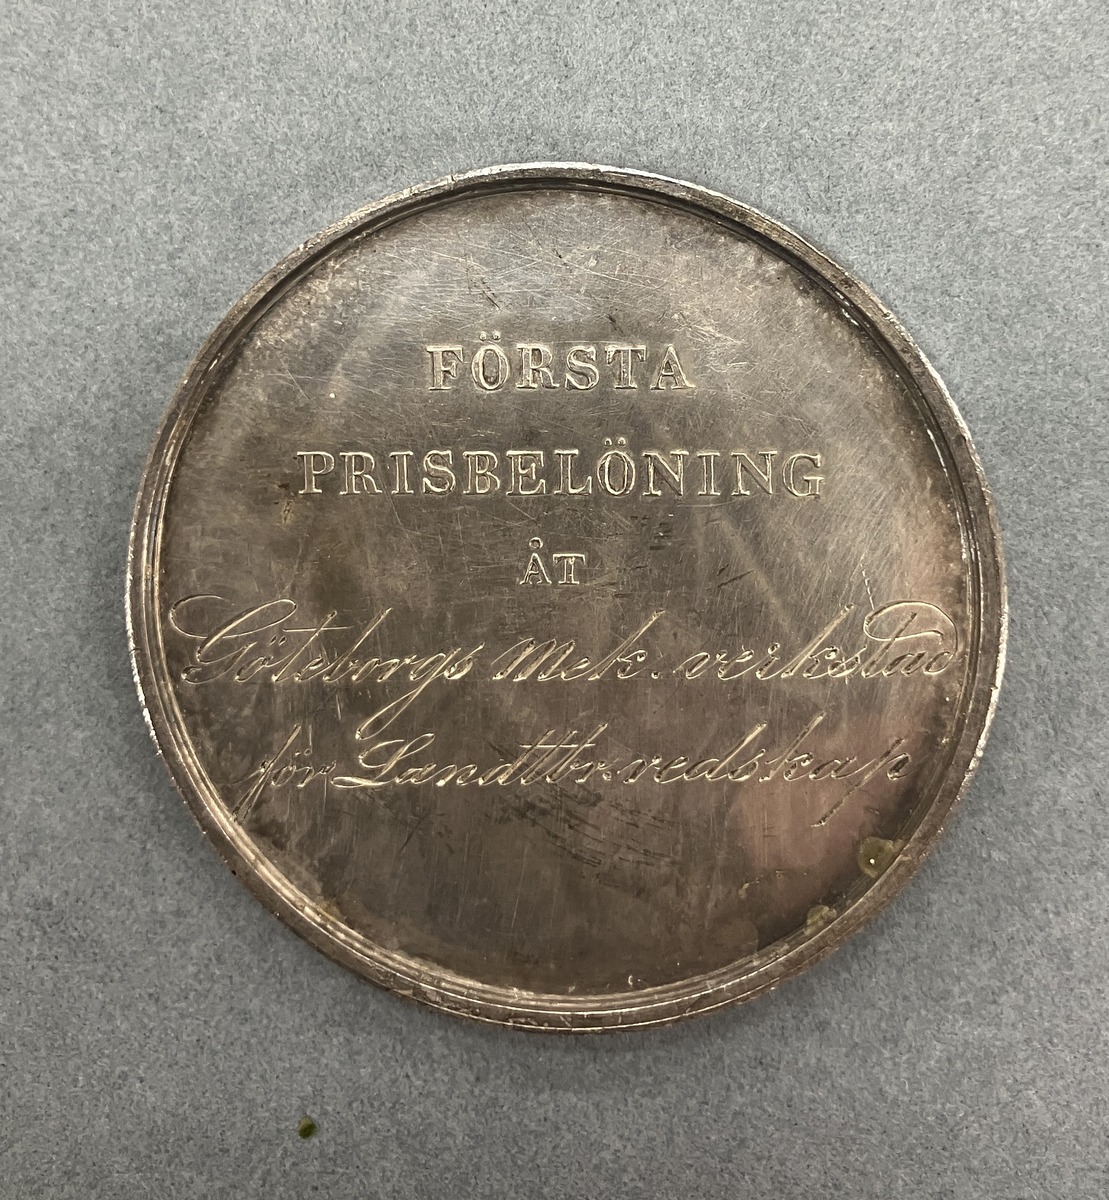 FÖRSTA
PRISBELÖNING
ÅT
Göteborgs Mek. verkstad
för Landtbr. redskap